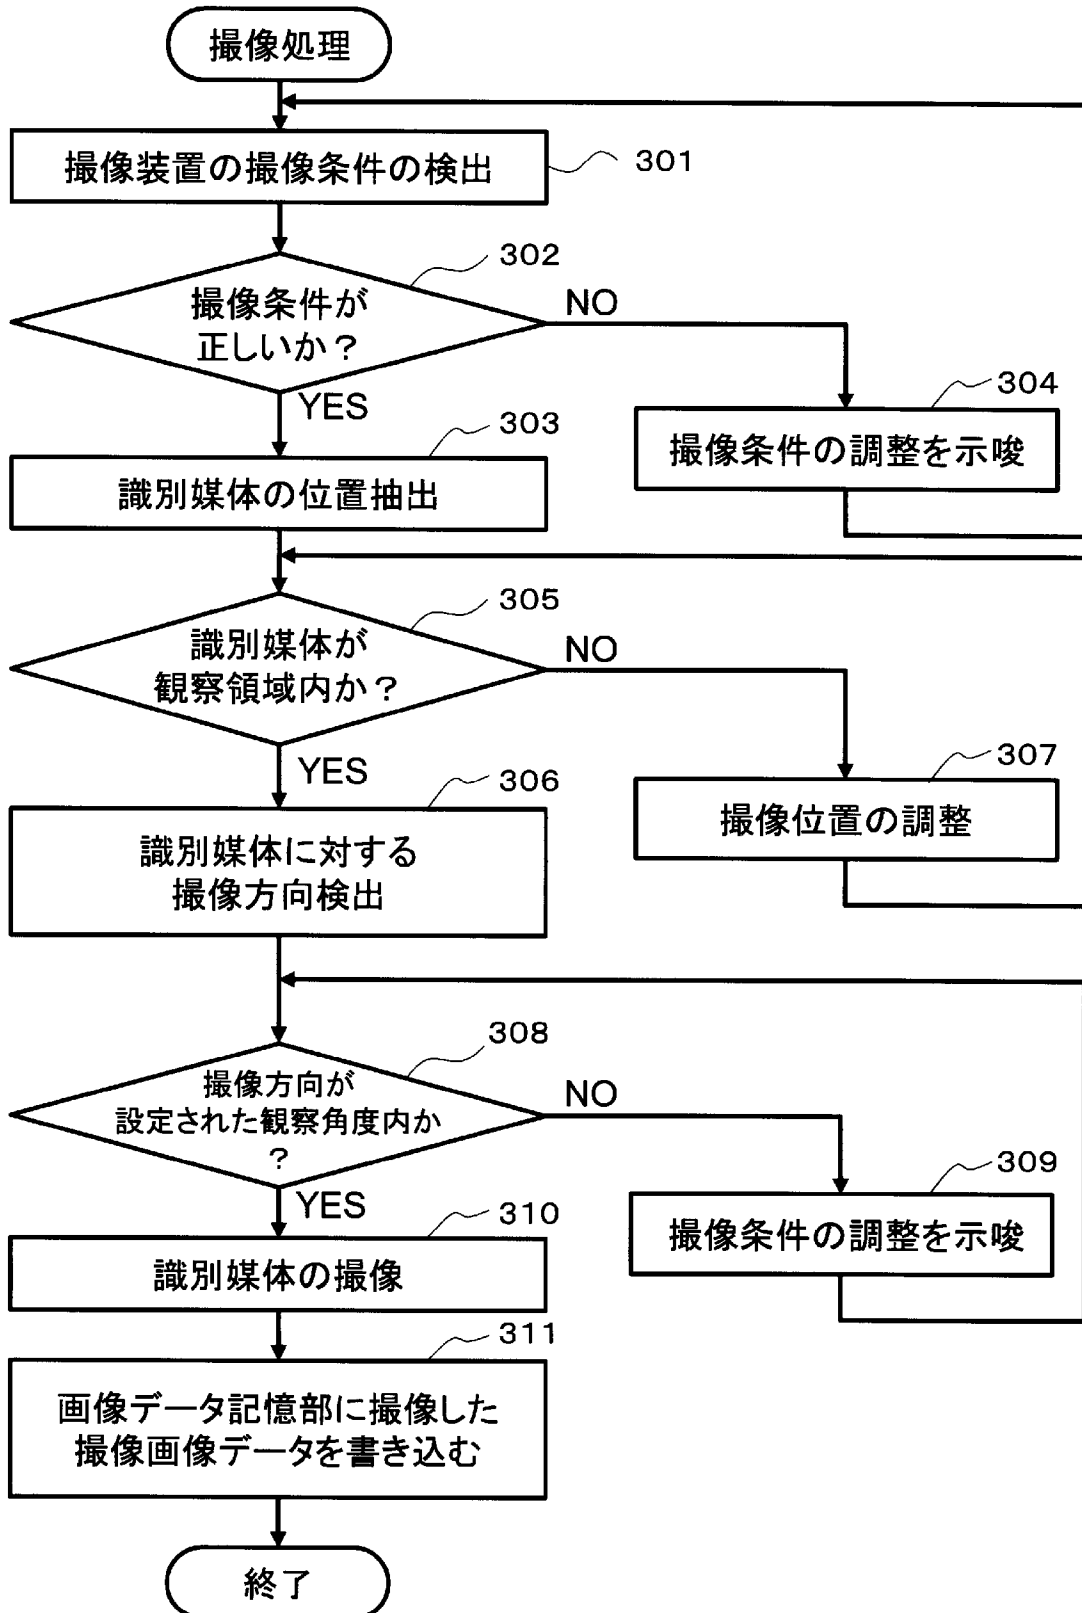 撮像処理
撮像装置の撮像条件の検出
301
302
撮像条件が
正しいか？
NO
YES
303
304
識別媒体の位置抽出
撮像条件の調整を示唆
305
識別媒体が
観察領域内か？
NO
YES
306
307
識別媒体に対する
撮像方向検出
撮像位置の調整
308
撮像方向が
設定された観察角度内か
？
NO
YES
309
310
識別媒体の撮像
撮像条件の調整を示唆
311
画像データ記憶部に撮像した
撮像画像データを書き込む
終了